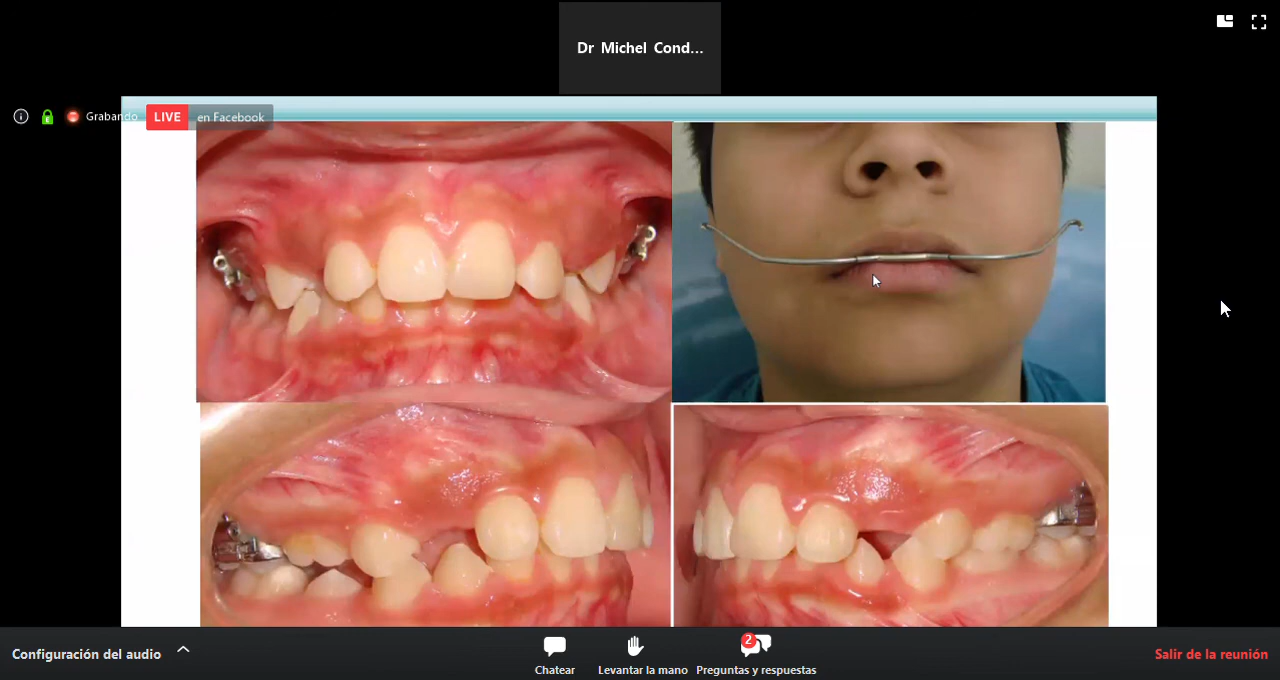 Dr Michel Cond...
Grabando
LIVE en Facebook
Configuración del audio
Chatear
Levantar la mano
2
Preguntas y respuestas
Salir de la reunión